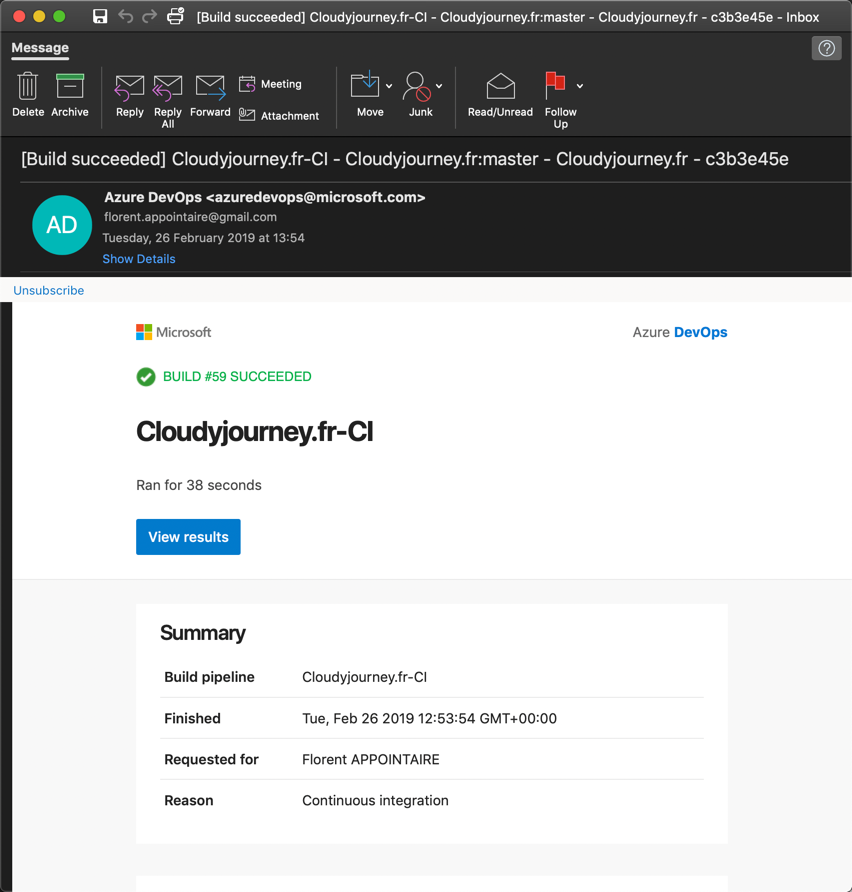 [Build succeeded] Cloudyjourney.fr-CI - Cloudyjourney.fr:master - Cloudyjourney.fr - c3b3e45e - Inbox
Message
Delete Archive Reply Reply All Forward Meeting Attachment Move Junk Read/Unread Follow Up
[Build succeeded] Cloudyjourney.fr-CI - Cloudyjourney.fr:master - Cloudyjourney.fr - c3b3e45e
AD
Azure DevOps <azuredevops@microsoft.com>
florent.appointaire@gmail.com
Tuesday, 26 February 2019 at 13:54
Show Details
Unsubscribe
Microsoft Azure DevOps
BUILD #59 SUCCEEDED
Cloudyjourney.fr-CI
Ran for 38 seconds
View results
Summary
Build pipeline Cloudyjourney.fr-CI
Finished Tue, Feb 26 2019 12:53:54 GMT+00:00
Requested for Florent APPOINTAIRE
Reason Continuous integration